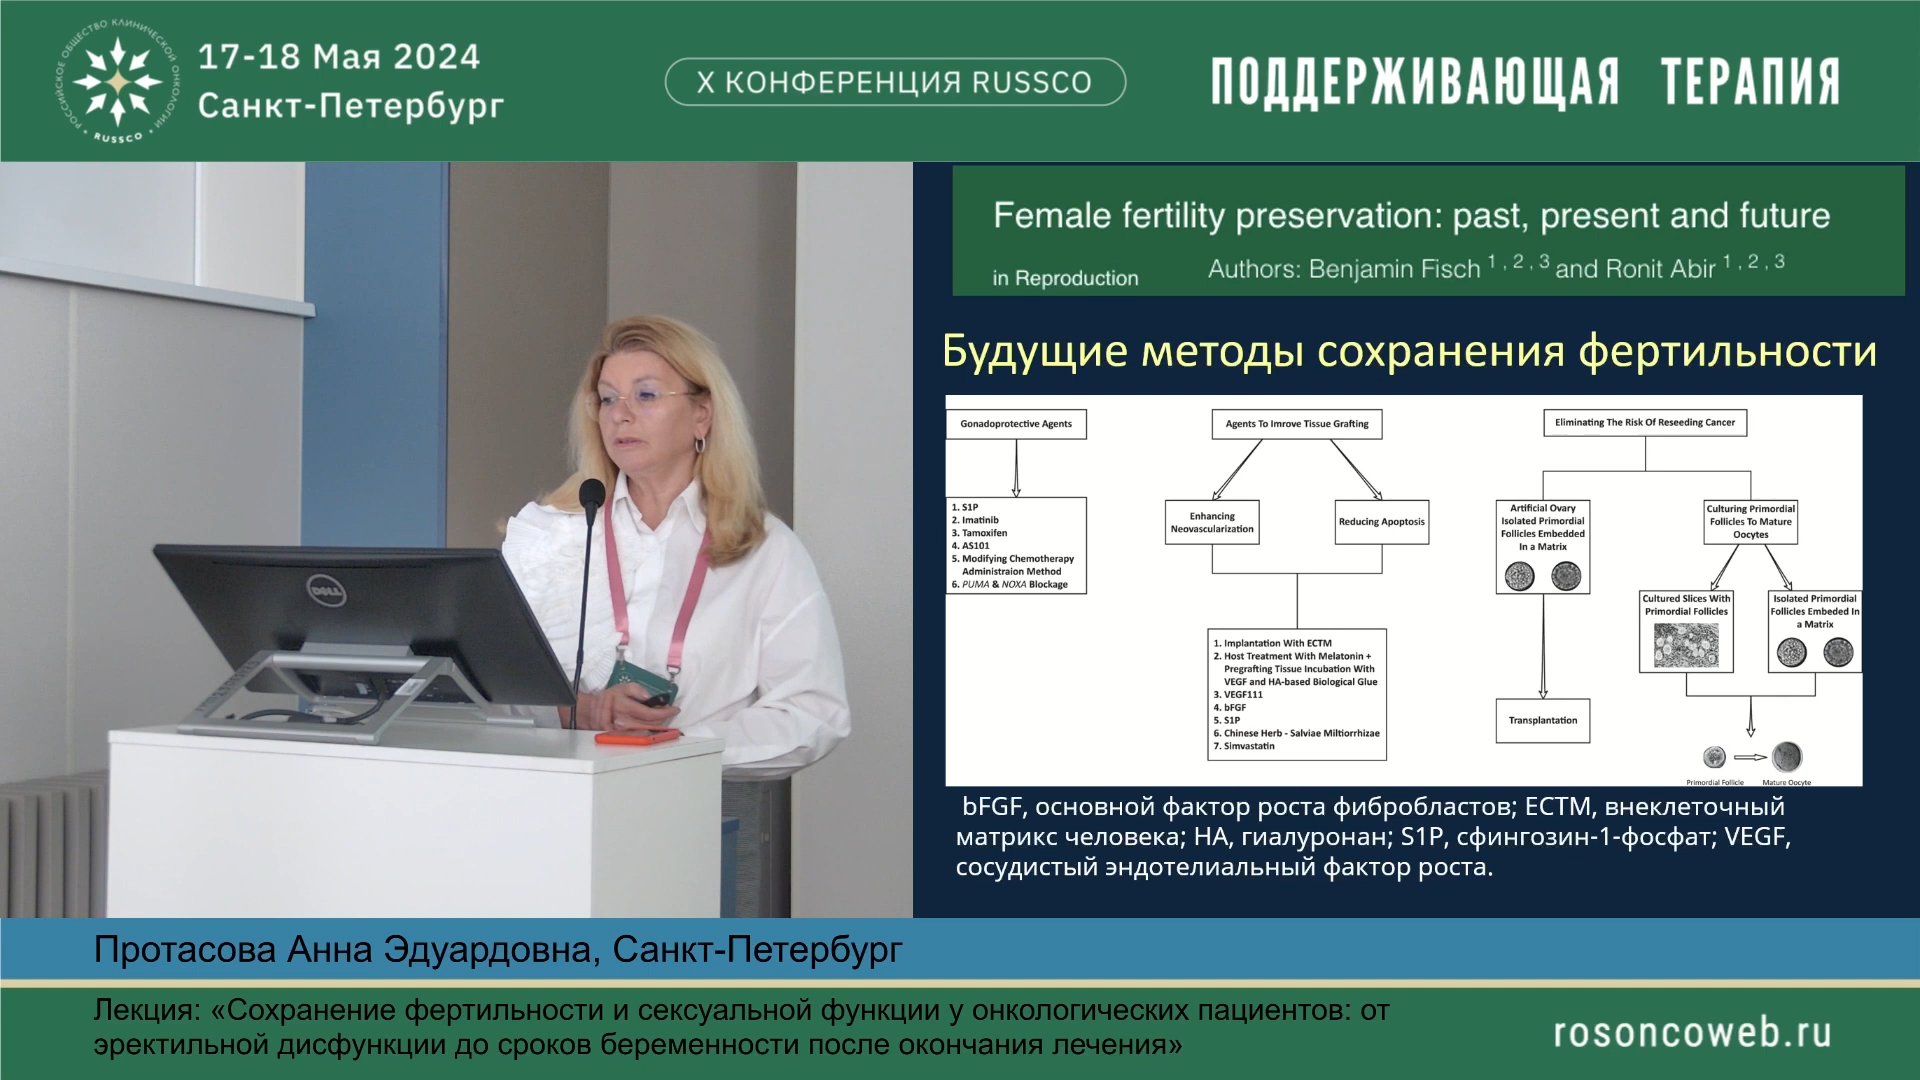 РОССИЙСКОЕ ОБЩЕСТВО КЛИНИЧЕСКОЙ ОНКОЛОГИИ
RUSSCO
17-18 Мая 2024
Санкт-Петербург
X КОНФЕРЕНЦИЯ RUSSCO
ПОДДЕРЖИВАЮЩАЯ ТЕРАПИЯ
DELL
Female fertility preservation: past, present and future
in Reproduction
Authors: Benjamin Fisch 1, 2, 3 and Ronit Abir 1, 2, 3
Будущие методы сохранения фертильности
Gonadoprotective Agents
1. S1P
2. Imatinib
3. Tamoxifen
4. AS101
5. Modifying Chemotherapy
Administraion Method
6. PUMA & NOXA Blockage
Agents To Imrove Tissue Grafting
Enhancing
Neovascularization
Reducing Apoptosis
1. Implantation With ECTM
2. Host Treatment With Melatonin +
Pregrafting Tissue Incubation With
VEGF and HA-based Biological Glue
3. VEGF111
4. bFGF
5. S1P
6. Chinese Herb - Salviae Miltiorrhizae
7. Simvastatin
Eliminating The Risk Of Reseeding Cancer
Artificial Ovary
Isolated Primordial
Follicles Embedded
In a Matrix
Transplantation
Culturing Primordial
Follicles To Mature
Oocytes
Cultured Slices With
Primordial Follicles
Isolated Primordial
Follicles Embeded In
a Matrix
Primordial Follicle
Mature Oocyte
bFGF, основной фактор роста фибробластов; ECTM, внеклеточный
матрикс человека; HA, гиалуронан; S1P, сфингозин-1-фосфат; VEGF,
сосудистый эндотелиальный фактор роста.
Протасова Анна Эдуардовна, Санкт-Петербург
Лекция: «Сохранение фертильности и сексуальной функции у онкологических пациентов: от
эректильной дисфункции до сроков беременности после окончания лечения»
rosoncoweb.ru